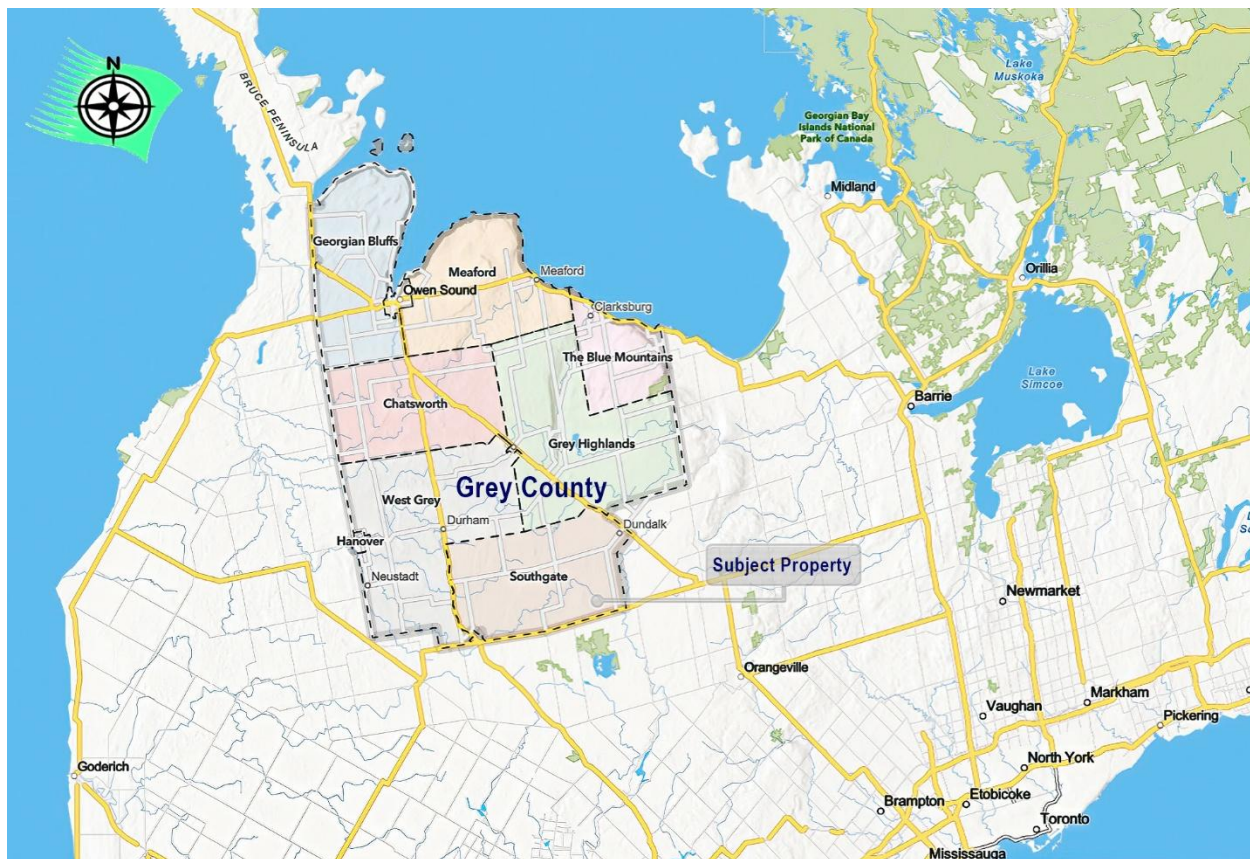 N
BRUCE PENINSULA
Lake
Muskoka
Georgian Bay
Islands National
Park of Canada
Midland
Georgian Bluffs
Meaford
Meaford
Orillia
Owen Sound
Clarksburg
The Blue Mountains
Lake
Simcoe
Chatsworth
Barrie
Grey Highlands
Grey County
West Grey
Durham
Dundalk
Hanover
Subject Property
Neustadt
Southgate
Newmarket
Orangeville
Markham
Vaughan
Pickering
North York
Goderich
Brampton
Etobicoke
Toronto
Mississauga